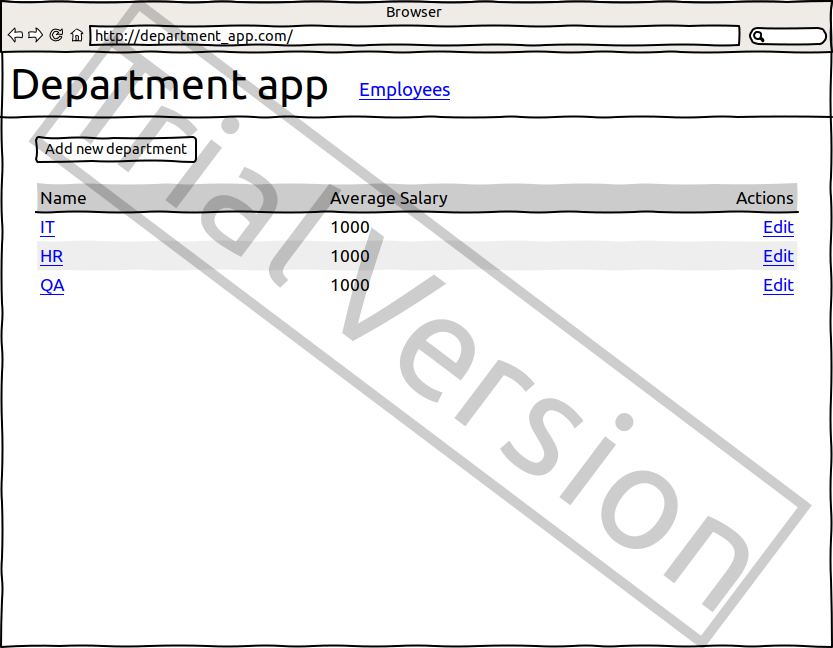 Browser
http://department_app.com/
Department app Employees
Add new department
Name Average Salary Actions
IT 1000 Edit
HR 1000 Edit
QA 1000 Edit
Trial Version